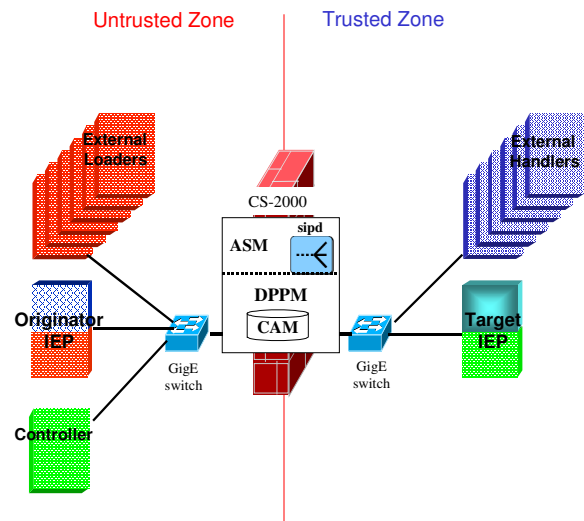 Untrusted Zone
Trusted Zone
External
Loaders
External
Handlers
CS-2000
sipd
ASM
DPPM
CAM
Originator
IEP
GigE
switch
GigE
switch
Target
IEP
Controller